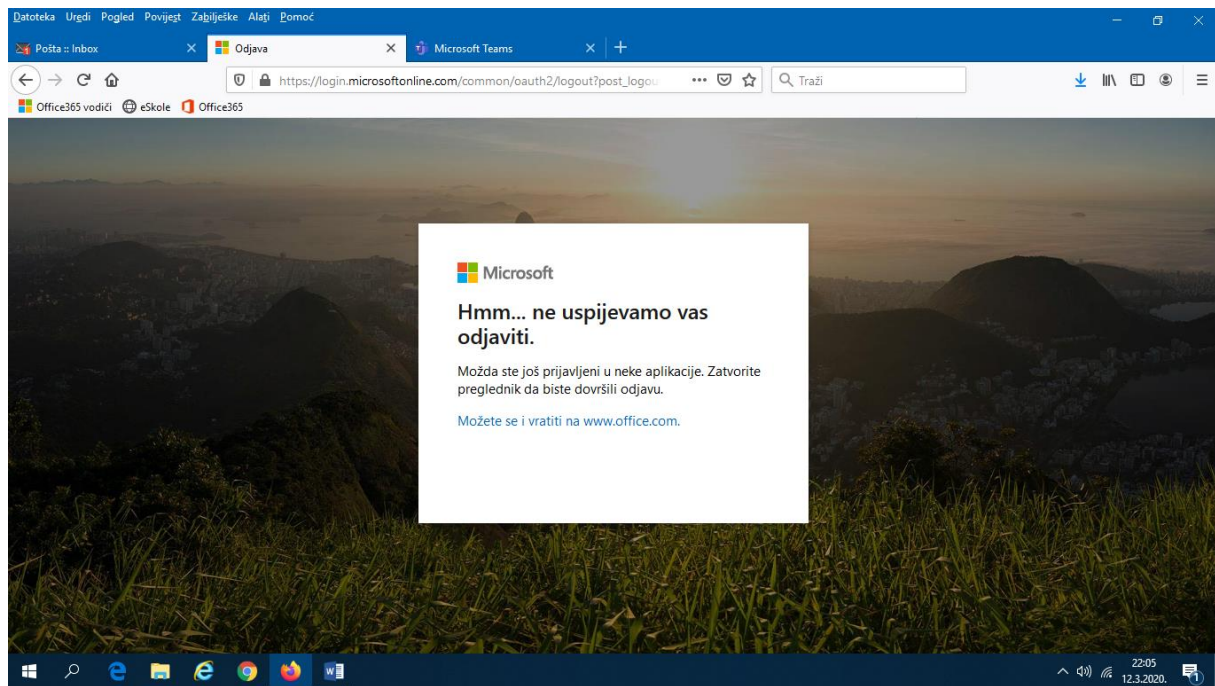 Datoteka Uredi Pogled Povijest Zabilješke Alati Pomoć
Pošta :: Inbox
Odjava
Microsoft Teams
https://login.microsoftonline.com/common/oauth2/logout?post_logou
Traži
Office365 vodiči eSkole Office365
Microsoft
Hmm... ne uspijevamo vas
odjaviti.
Možda ste još prijavljeni u neke aplikacije. Zatvorite
preglednik da biste dovršili odjavu.
Možete se i vratiti na www.office.com.
22:05
12.3.2020.